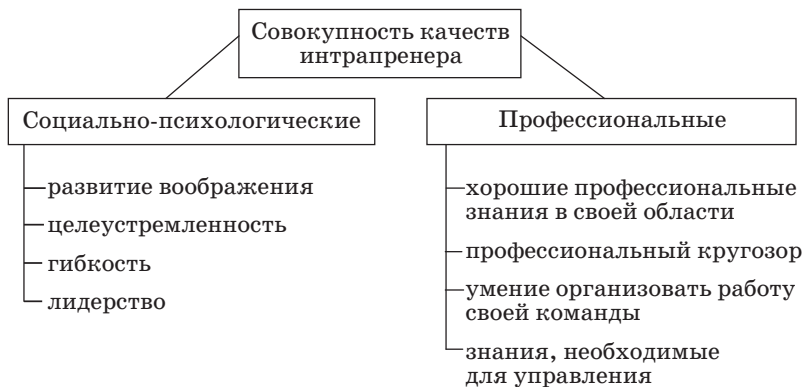 Совокупность качеств
интрапренера
Социально-психологические
развитие воображения
целеустремленность
гибкость
лидерство
Профессиональные
хорошие профессиональные
знания в своей области
профессиональный кругозор
умение организовать работу
своей команды
знания, необходимые
для управления